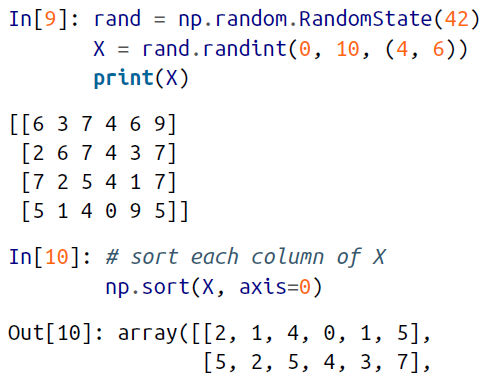 In[9]: rand = np.random.RandomState(42)
X = rand.randint(0, 10, (4, 6))
print(X)
[[6 3 7 4 6 9]
[2 6 7 4 3 7]
[7 2 5 4 1 7]
[5 1 4 0 9 5]]
In[10]: # sort each column of X
np.sort(X, axis=0)
Out[10]: array([[2, 1, 4, 0, 1, 5],
[5, 2, 5, 4, 3, 7],